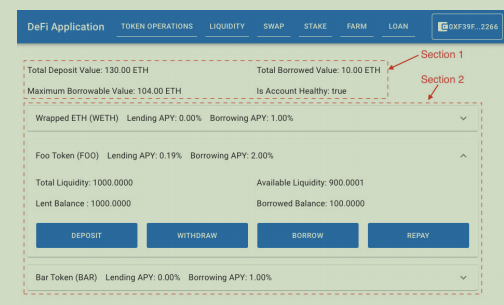 DeFi Application TOKEN OPERATIONS LIQUIDITY SWAP STAKE FARM LOAN 0XF39F...2266
Section 1
Total Deposit Value: 130.00 ETH Total Borrowed Value: 10.00 ETH
Section 2
Maximum Borrowable Value: 104.00 ETH Is Account Healthy: true
Wrapped ETH (WETH) Lending APY: 0.00% Borrowing APY: 1.00%
Foo Token (FOO) Lending APY: 0.19% Borrowing APY: 2.00%
Total Liquidity: 1000.0000 Available Liquidity: 900.0001
Lent Balance : 1000.0000 Borrowed Balance: 100.0000
DEPOSIT WITHDRAW BORROW REPAY
Bar Token (BAR) Lending APY: 0.00% Borrowing APY: 1.00%